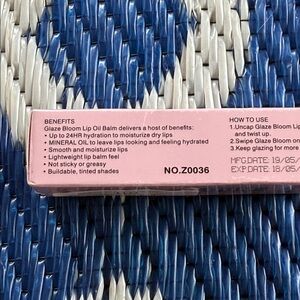 BENEFITS
Glaze Bloom Lip Oil Balm delivers a host of benefits:
• Up to 24HR hydration to moisturize dry lips
• MINERAL OIL to leave lips looking and feeling hydrated
• Smooth and moisturize lips
• Lightweight lip balm feel
• Not sticky or greasy
• Buildable, tinted shades
NO.Z0036
HOW TO USE
1.Uncap Glaze Bloom Lip
and twist up.
2.Swipe Glaze Bloom on
3.Keep glazing for more
MFG.DATE: 19/05/
EXP.DATE: 18/05/